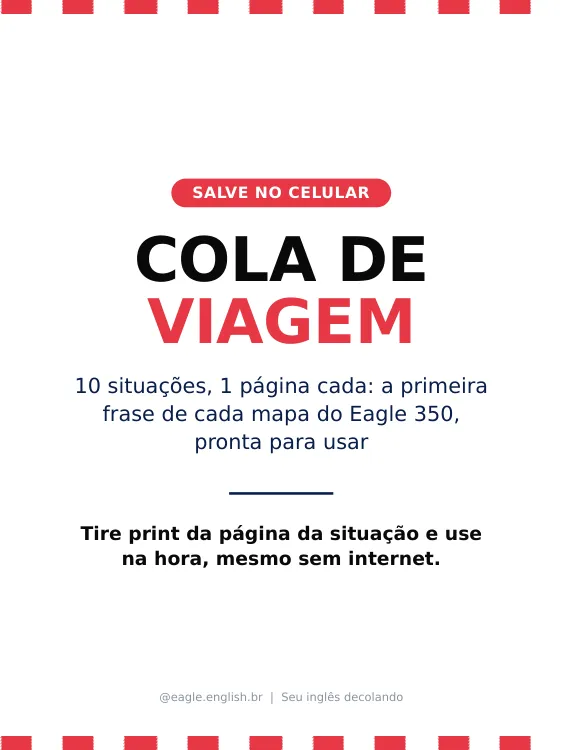 SALVE NO CELULAR
COLA DE
VIAGEM
10 situações, 1 página cada: a primeira
frase de cada mapa do Eagle 350,
pronta para usar
Tire print da página da situação e use
na hora, mesmo sem internet.
@eagle.english.br | Seu inglês decolando